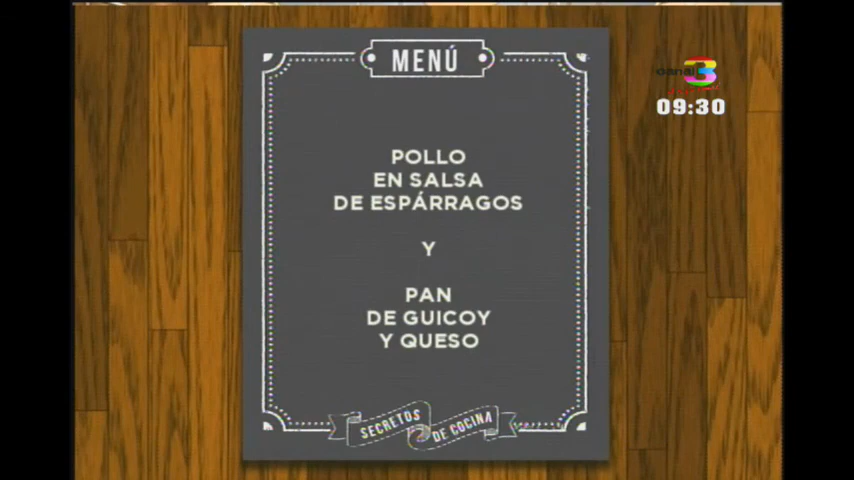 MENÚ
canal 3
09:30
POLLO
EN SALSA
DE ESPÁRRAGOS
Y
PAN
DE GUICOY
Y QUESO
SECRETOS DE COCINA